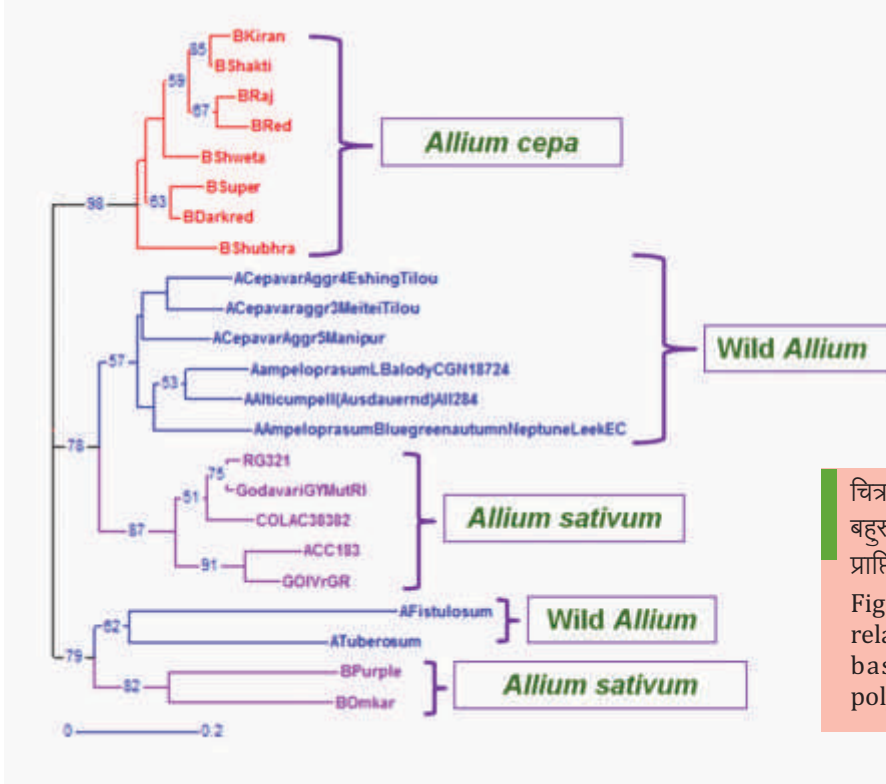 BKiran
85
BShakti
59
BRaj
67
BRed
Allium cepa
BShweta
BSuper
98
63
BDarkred
BShubhra
ACepavarAggr4EshingTilou
ACepavaraggr3MeiteiTilou
ACepavarAggr5Manipur
Wild Allium
57
AampeloprasumLBalodyCGN18724
53
AAlticumpell(Ausdauernd)All284
AAmpeloprasumBluegreenautumnNeptuneLeekEC
78
RG321
75
GodavariGYMutRI
51
COLAC38382
Allium sativum
87
ACC183
91
GOIVrGR
AFistulosum
62
Wild Allium
ATuberosum
79
BPurple
82
Allium sativum
BOmkar
0
0.2
चित्र
बहुर
प्राप्ति
Fig
rela
bas
pol